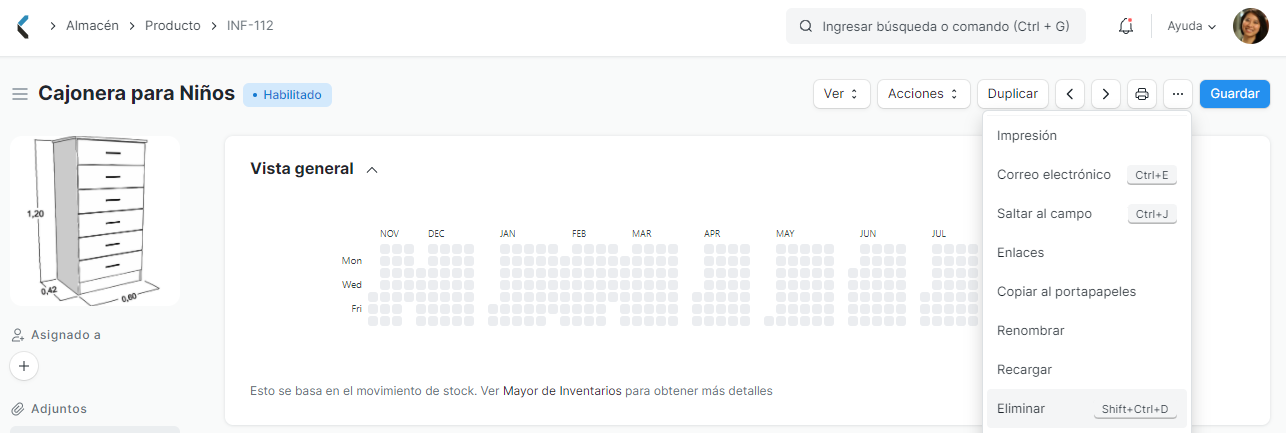 Almacén
Producto
INF-112
Ingresar búsqueda o comando (Ctrl + G)
Ayuda
Cajonera para Niños
Habilitado
Ver
Acciones
Duplicar
Guardar
1,20
0,42
0,60
Asignado a
Adjuntos
Vista general
NOV DEC JAN FEB MAR APR MAY JUN JUL
Mon
Wed
Fri
Esto se basa en el movimiento de stock. Ver Mayor de Inventarios para obtener más detalles
Impresión
Correo electrónico Ctrl+E
Saltar al campo Ctrl+J
Enlaces
Copiar al portapapeles
Renombrar
Recargar
Eliminar Shift+Ctrl+D